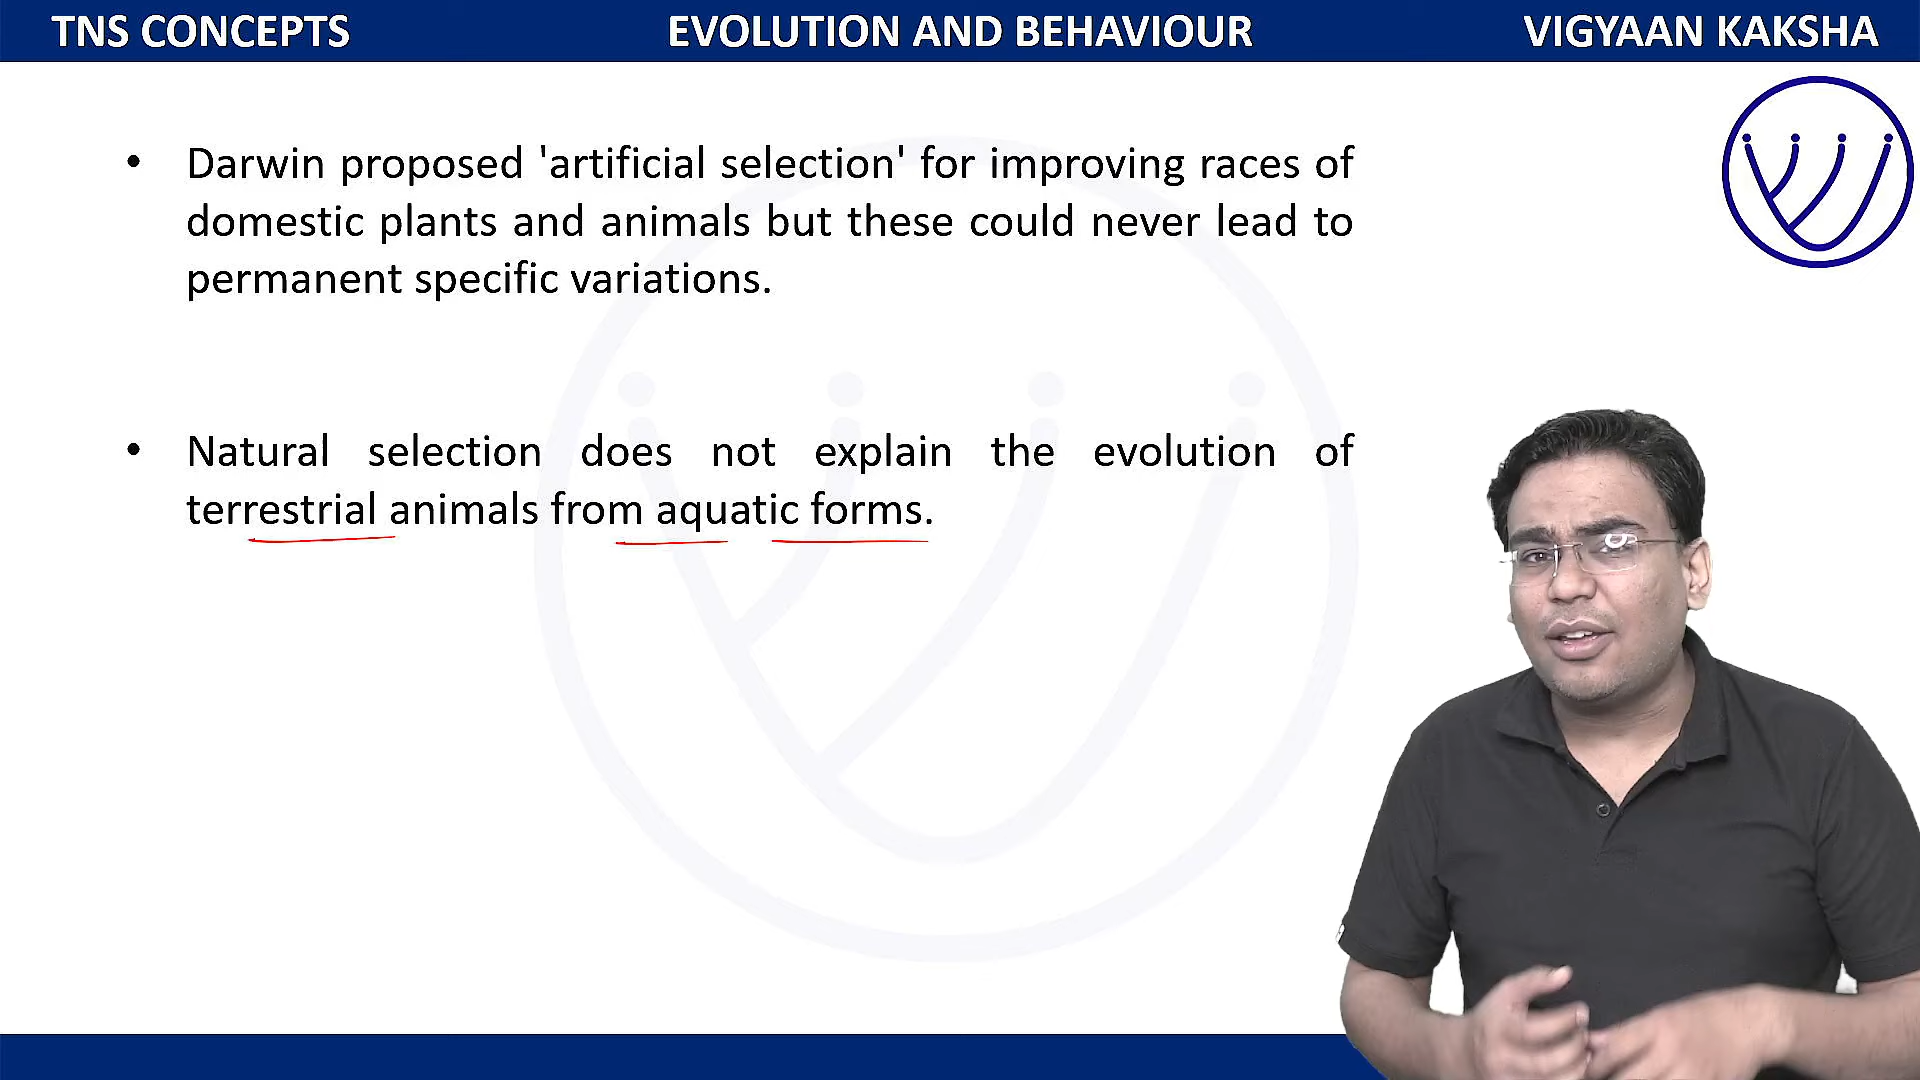 TNS CONCEPTS
EVOLUTION AND BEHAVIOUR
VIGYAAN KAKSHA
• Darwin proposed 'artificial selection' for improving races of
domestic plants and animals but these could never lead to
permanent specific variations.
• Natural selection does not explain the evolution of
terrestrial animals from aquatic forms.